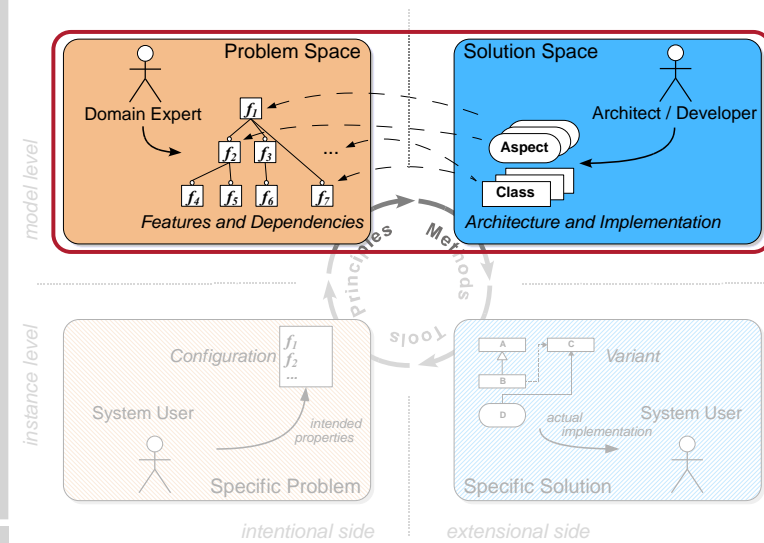 Problem Space
Solution Space
Domain Expert
Architect / Developer
f1
f2
f3
...
f4
f5
f6
f7
Aspect
Class
Features and Dependencies
Architecture and Implementation
model level
Principles
Methods
Tools
instance level
Configuration
f1
f2
...
A
C
B
D
Variant
System User
intended
properties
actual
implementation
System User
Specific Problem
Specific Solution
intentional side
extensional side